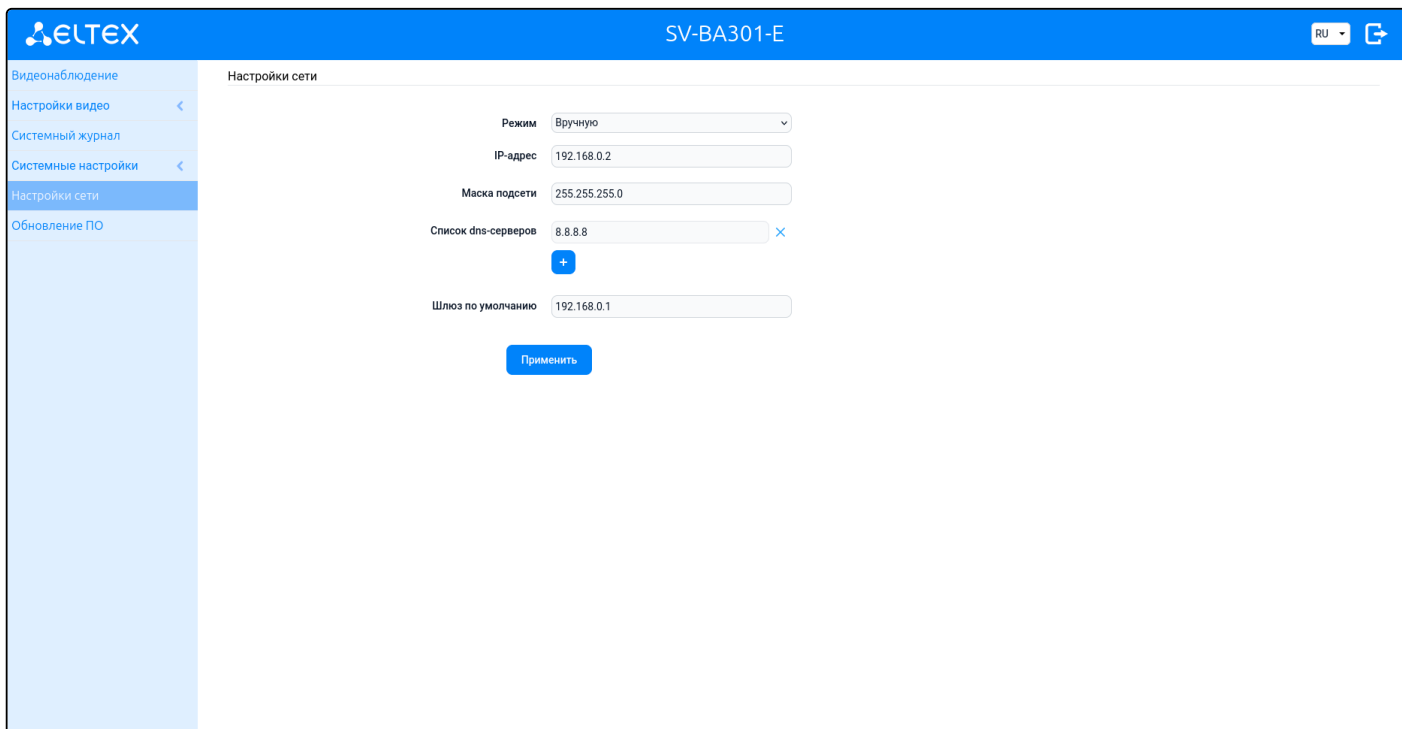 ELTEX
SV-BA301-E
RU
Видеонаблюдение
Настройки видео
Системный журнал
Системные настройки
Настройки сети
Обновление ПО
Настройки сети
Режим Вручную
IP-адрес 192.168.0.2
Маска подсети 255.255.255.0
Список dns-серверов 8.8.8.8
+
Шлюз по умолчанию 192.168.0.1
Применить